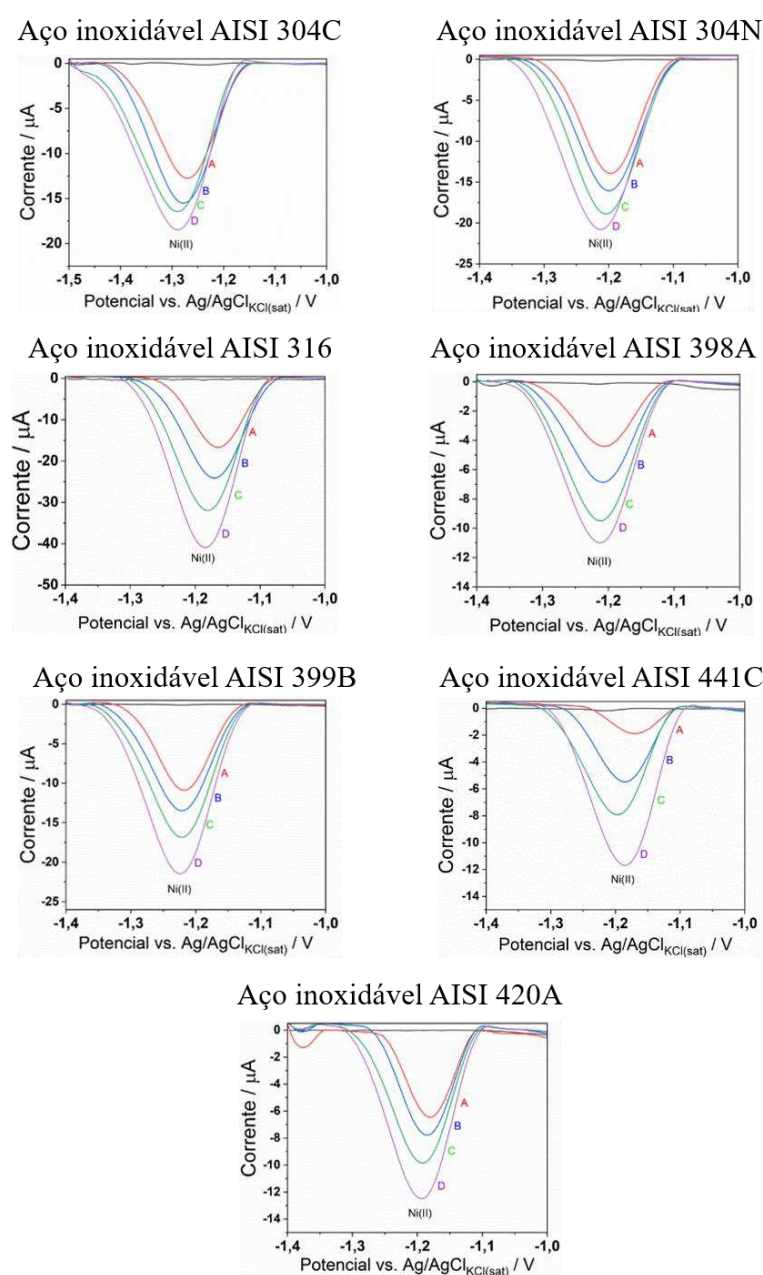 Aço inoxidável AISI 304C
Corrente / µA
0
-5
-10
-15
-20
A
B
C
D
Ni(II)
-1,5 -1,4 -1,3 -1,2 -1,1 -1,0
Potencial vs. Ag/AgCl KCl(sat) / V
Aço inoxidável AISI 304N
Corrente / µA
0
-5
-10
-15
-20
-25
A
B
C
D
Ni(II)
-1,4 -1,3 -1,2 -1,1 -1,0
Potencial vs. Ag/AgCl KCl(sat) / V
Aço inoxidável AISI 316
Corrente / µA
0
-10
-20
-30
-40
-50
A
B
C
D
Ni(II)
-1,4 -1,3 -1,2 -1,1 -1,0
Potencial vs. Ag/AgCl KCl(sat) / V
Aço inoxidável AISI 398A
Corrente / µA
0
-2
-4
-6
-8
-10
-12
-14
A
B
C
D
Ni(II)
-1,4 -1,3 -1,2 -1,1 -1,0
Potencial vs. Ag/AgCl KCl(sat) / V
Aço inoxidável AISI 399B
Corrente / µA
0
-5
-10
-15
-20
-25
A
B
C
D
Ni(II)
-1,4 -1,3 -1,2 -1,1 -1,0
Potencial vs. Ag/AgCl KCl(sat) / V
Aço inoxidável AISI 441C
Corrente / µA
0
-2
-4
-6
-8
-10
-12
-14
A
B
C
D
Ni(II)
-1,4 -1,3 -1,2 -1,1 -1,0
Potencial vs. Ag/AgCl KCl(sat) / V
Aço inoxidável AISI 420A
Corrente / µA
0
-2
-4
-6
-8
-10
-12
-14
A
B
C
D
Ni(II)
-1,4 -1,3 -1,2 -1,1 -1,0
Potencial vs. Ag/AgCl KCl(sat) / V